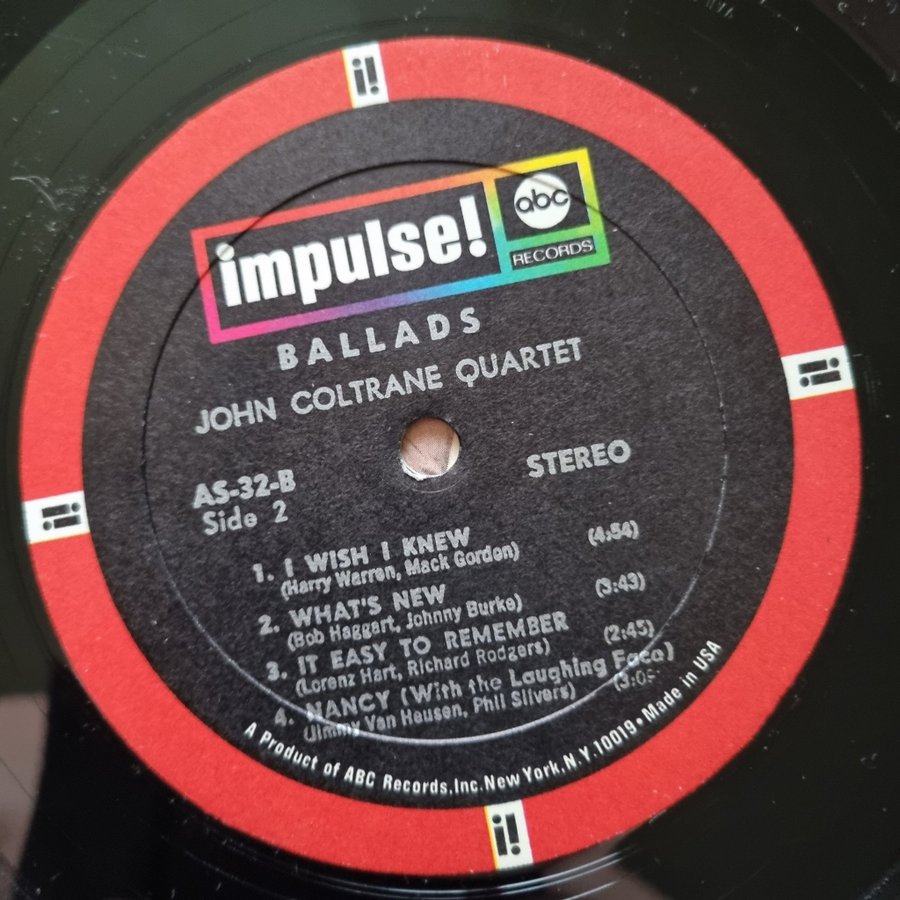 i!
impulse!
abc
RECORDS
BALLADS
JOHN COLTRANE QUARTET
AS-32-B
STEREO
Side 2
1. I WISH I KNEW (4:54)
(Harry Warren, Mack Gordon)
2. WHAT'S NEW (3:43)
(Bob Haggart, Johnny Burke)
3. IT EASY TO REMEMBER (2:45)
(Lorenz Hart, Richard Rodgers)
4. NANCY (With the Laughing Face)
(Jimmy Van Heusen, Phil Silvers)
A Product of ABC Records, Inc. New York, N.Y. 10019 • Made in USA
i!
i!
i!